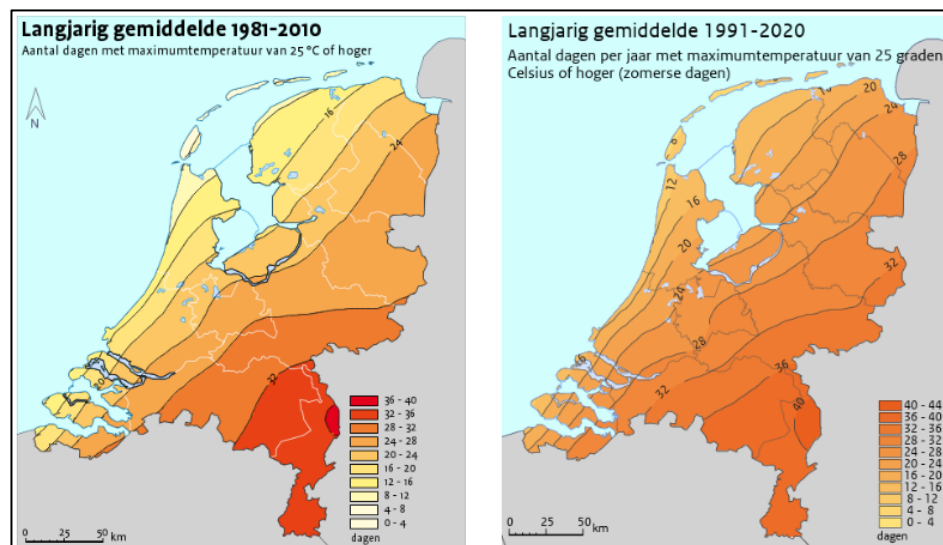 Langjarig gemiddelde 1981-2010
Aantal dagen met maximumtemperatuur van 25 °C of hoger
N
16
24
20
32
36 - 40
32 - 36
28 - 32
24 - 28
20 - 24
16 - 20
12 - 16
8 - 12
4 - 8
0 - 4
dagen
0 25 50
km
Langjarig gemiddelde 1991-2020
Aantal dagen per jaar met maximumtemperatuur van 25 graden
Celsius of hoger (zomerse dagen)
20
24
28
8
12
16
20
24
32
28
36
32
40
40 - 44
36 - 40
32 - 36
28 - 32
24 - 28
20 - 24
16 - 20
12 - 16
8 - 12
4 - 8
0 - 4
dagen
0 25 50
km